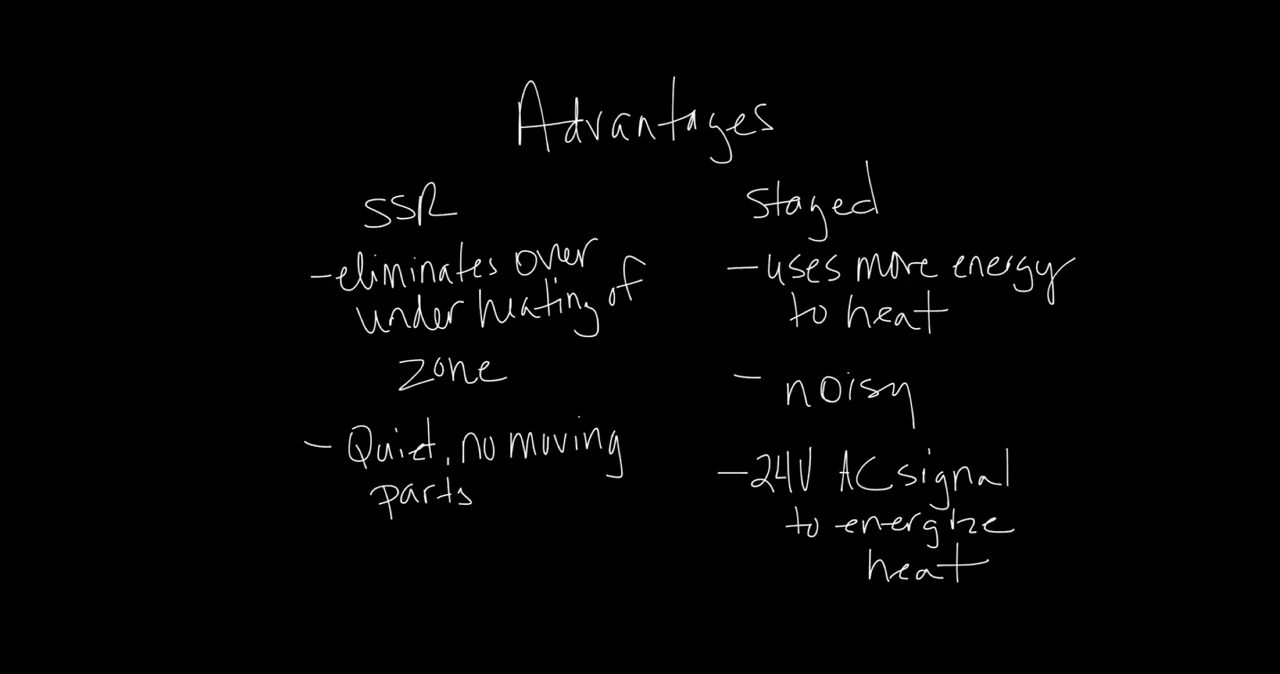 Advantages
SSR
- eliminates over
under heating of
zone
- Quiet, no moving
parts
Staged
- uses more energy
to heat
- noisy
- 24V AC signal
to energize
heat